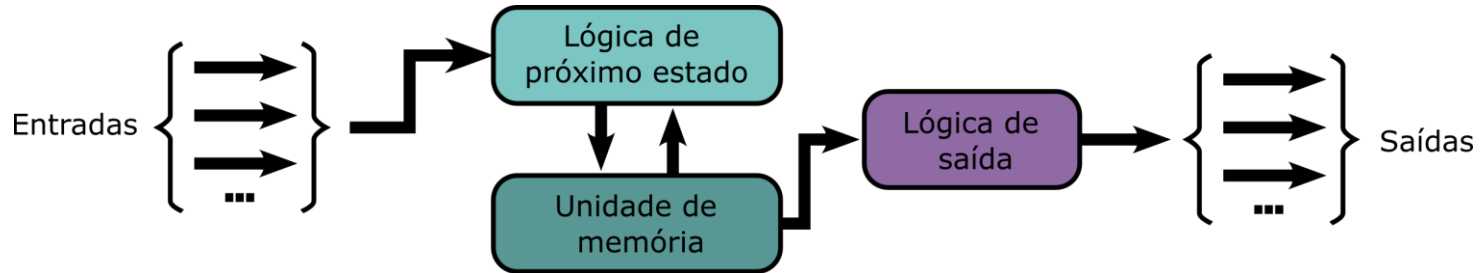 Entradas
...
Lógica de
próximo estado
Unidade de
memória
Lógica de
saída
...
Saídas